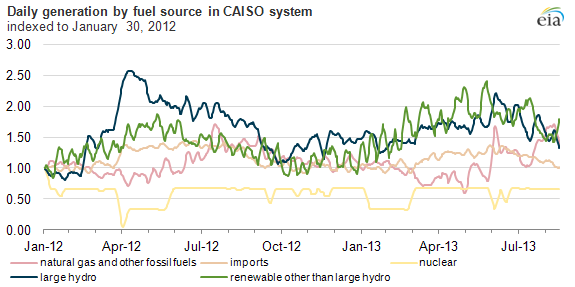 Daily generation by fuel source in CAISO system
indexed to January 30, 2012
eia
3.00
2.50
2.00
1.50
1.00
0.50
0.00
Jan-12 Apr-12 Jul-12 Oct-12 Jan-13 Apr-13 Jul-13
natural gas and other fossil fuels imports nuclear
large hydro renewable other than large hydro